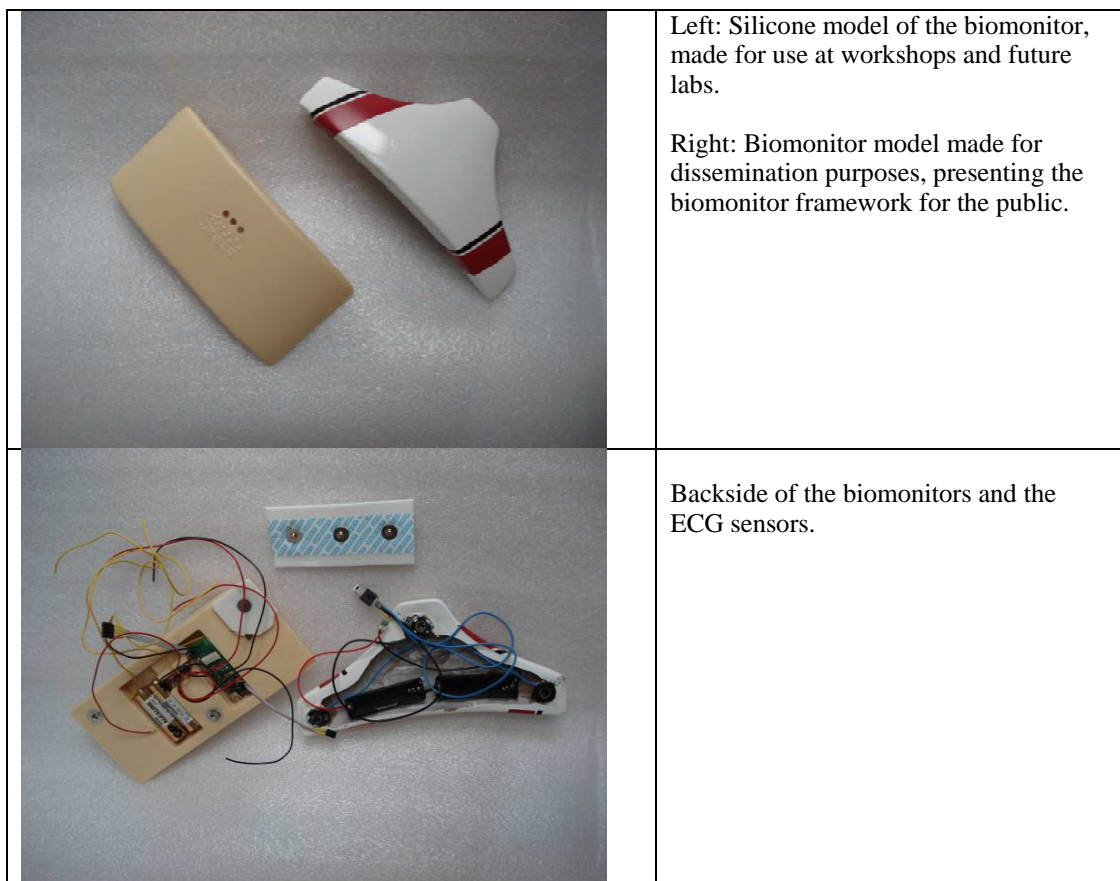 Left: Silicone model of the biomonitor,
made for use at workshops and future
labs.
Right: Biomonitor model made for
dissemination purposes, presenting the
biomonitor framework for the public.
Backside of the biomonitors and the
ECG sensors.